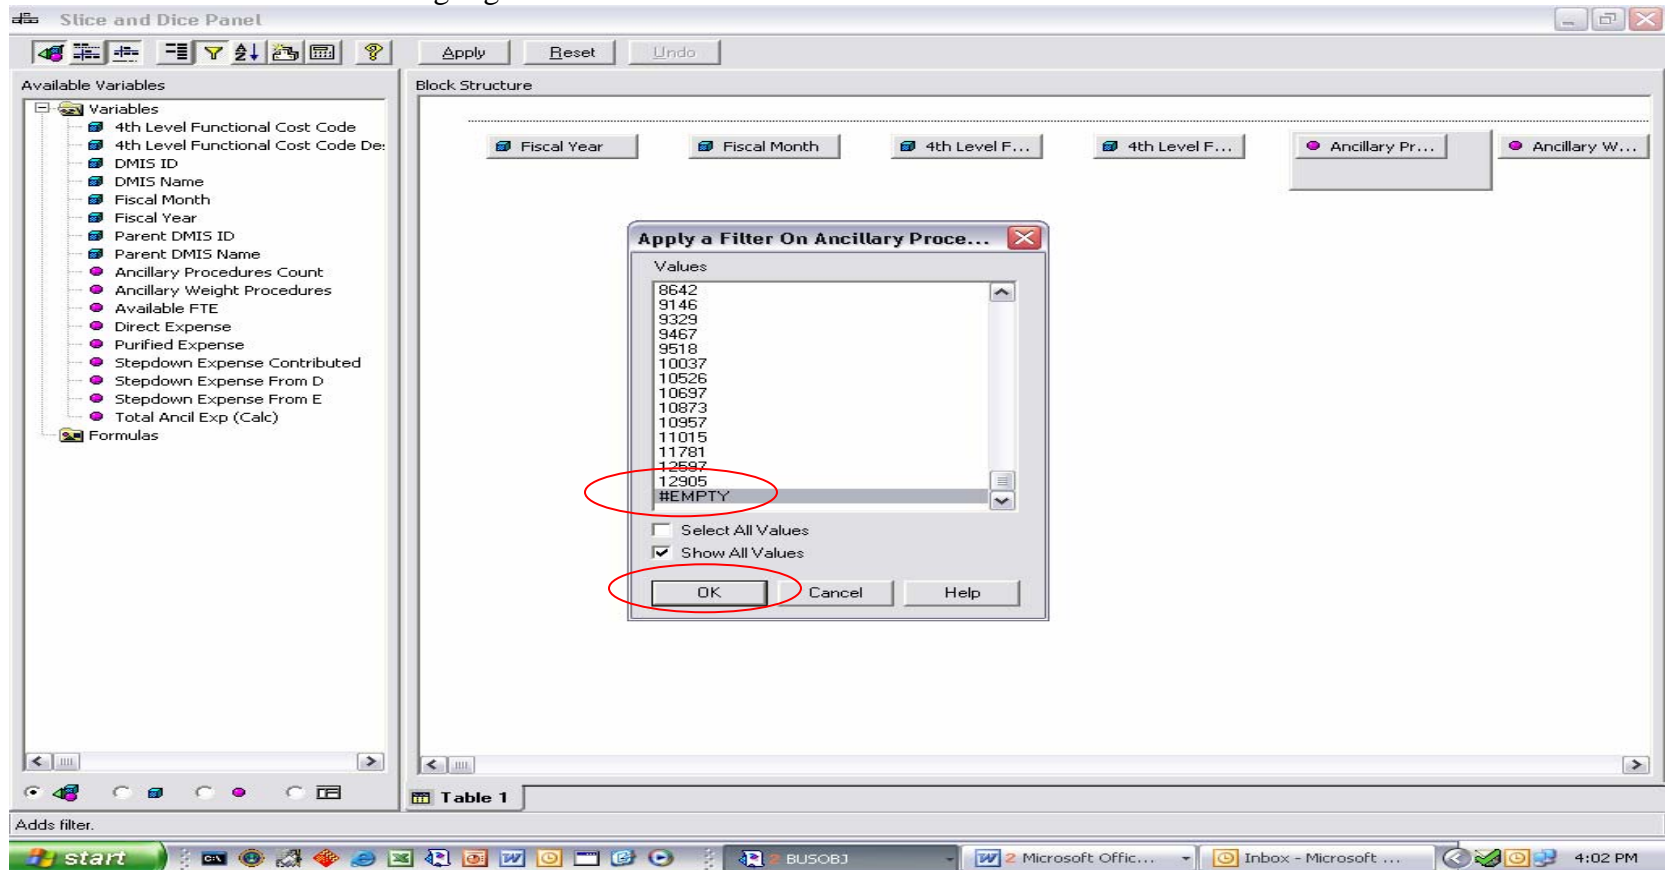 Slice and Dice Panel
Apply Reset Undo
Available Variables
Block Structure
Variables
4th Level Functional Cost Code
4th Level Functional Cost Code De
DMIS ID
DMIS Name
Fiscal Month
Fiscal Year
Parent DMIS ID
Parent DMIS Name
Ancillary Procedures Count
Ancillary Weight Procedures
Available FTE
Direct Expense
Purified Expense
Stepdown Expense Contributed
Stepdown Expense From D
Stepdown Expense From E
Total Ancil Exp (Calc)
Formulas
Fiscal Year Fiscal Month 4th Level F... 4th Level F... Ancillary Pr... Ancillary W...
Apply a Filter On Ancillary Proce...
Values
8642
9146
9329
9467
9518
10037
10526
10697
10873
10957
11015
11781
12597
12905
#EMPTY
Select All Values
Show All Values
OK Cancel Help
Table 1
Adds filter.
start 2 BUSOBJ 2 Microsoft Offic... Inbox - Microsoft ... 4:02 PM